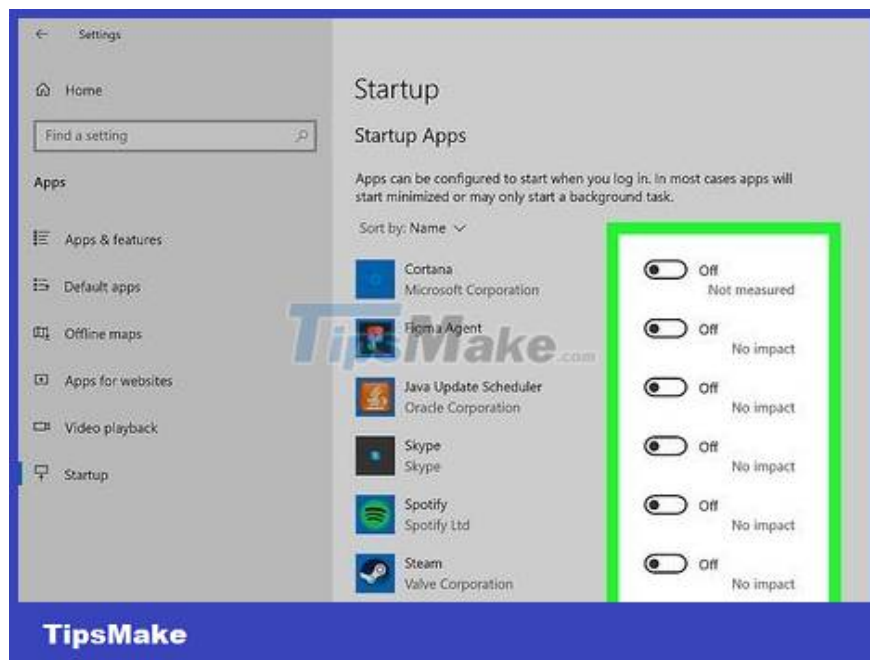 Settings
Home
Find a setting
Apps
Apps & features
Default apps
Offline maps
Apps for websites
Video playback
Startup
Startup
Startup Apps
Apps can be configured to start when you log in. In most cases apps will
start minimized or may only start a background task.
Sort by: Name
Cortana
Microsoft Corporation
Off
Not measured
Figma Agent
Off
No impact
Java Update Scheduler
Oracle Corporation
Off
No impact
Skype
Skype
Off
No impact
Spotify
Spotify Ltd
Off
No impact
Steam
Valve Corporation
Off
No impact
TipsMake.com
TipsMake